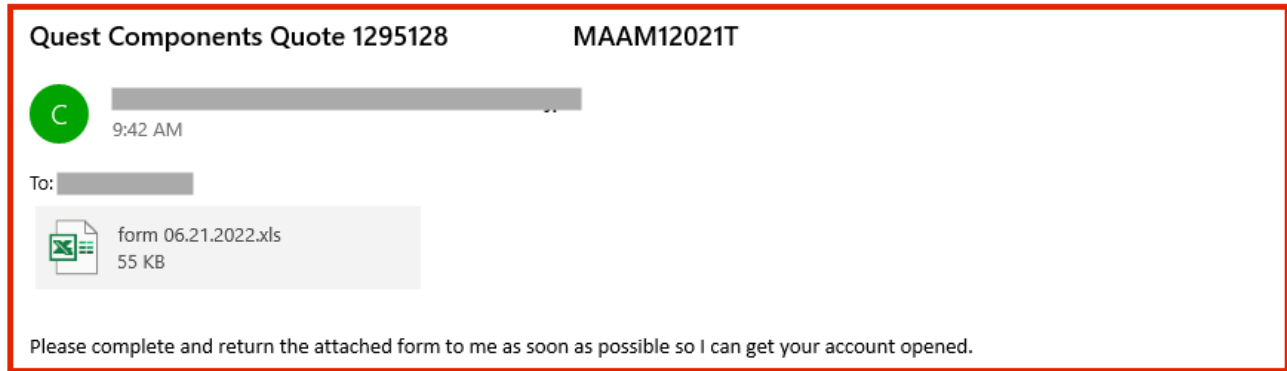 Quest Components Quote 1295128 MAAM12021T
C
9:42 AM
To:
form 06.21.2022.xls
55 KB
Please complete and return the attached form to me as soon as possible so I can get your account opened.